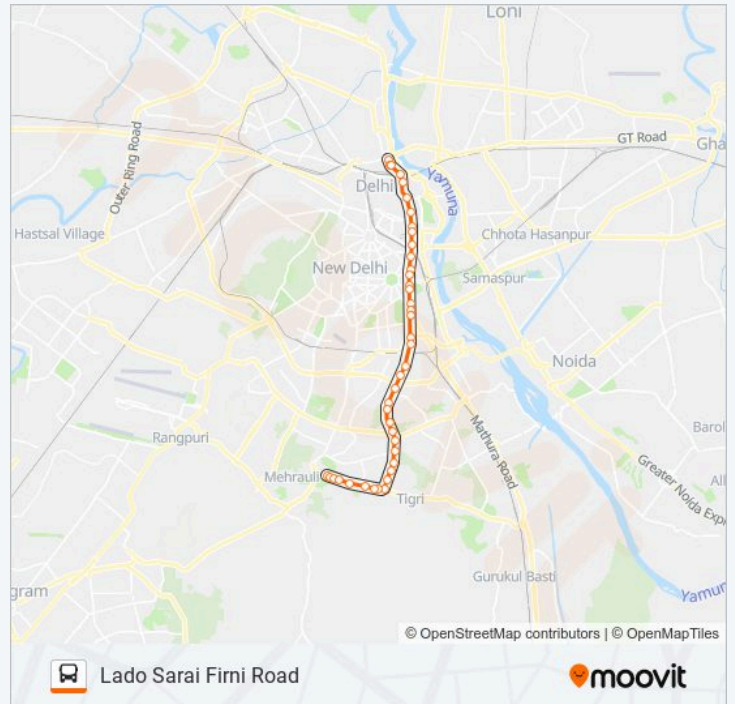 Loni
Outer Ring Road
GT Road
Gha
Delhi
Yamuna
Hastsal Village
Chhota Hasanpur
New Delhi
Samaspur
Noida
Rangpuri
Mathura Road
Barol
Mehrauli
Tigri
Greater Noida Expr
All
Gurukul Basti
gram
Yamun
© OpenStreetMap contributors | © OpenMapTiles
Lado Sarai Firni Road
moovit